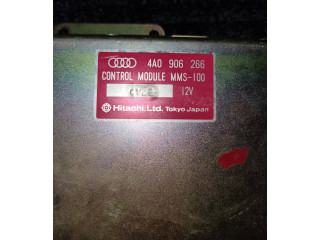 4A0 906 266
CONTROL MODULE MMS-100
12V
Hitachi.Ltd. Tokyo Japan